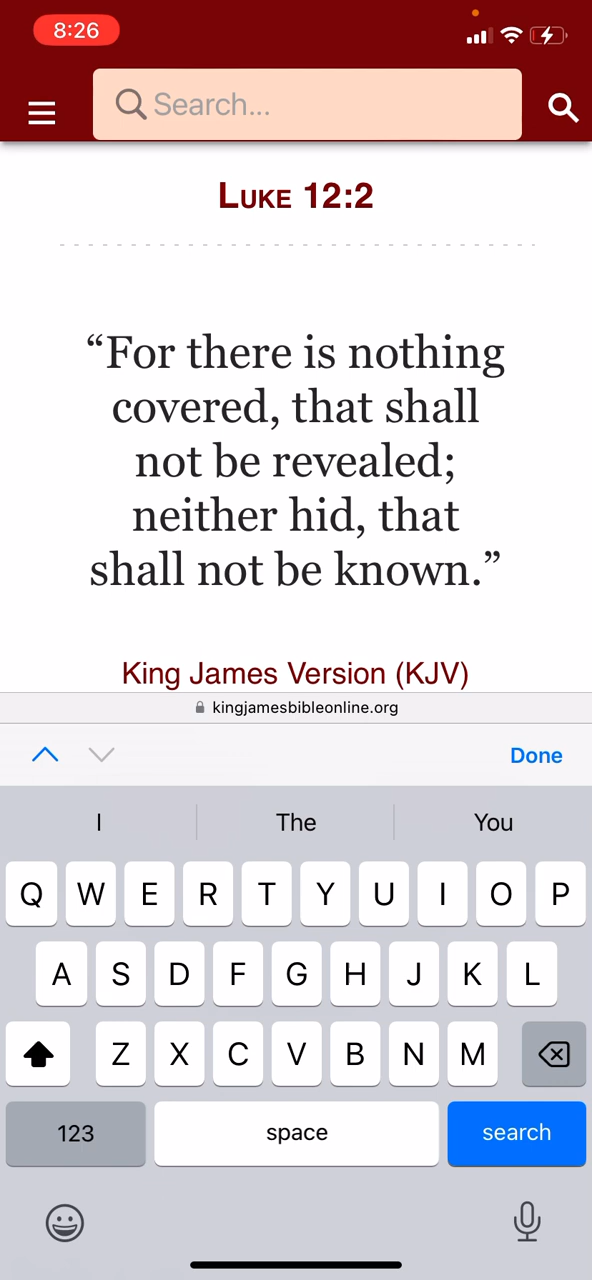 8:26
Search...
Luke 12:2
“For there is nothing
covered, that shall
not be revealed;
neither hid, that
shall not be known.”
King James Version (KJV)
kingjamesbibleonline.org
Done
I The You
Q W E R T Y U I O P
A S D F G H J K L
Z X C V B N M
123 space search